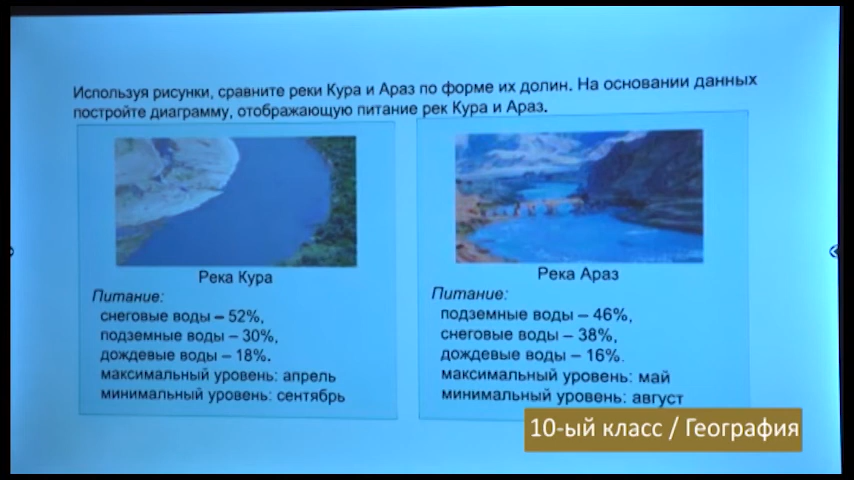 Используя рисунки, сравните реки Кура и Араз по форме их долин. На основании данных
постройте диаграмму, отображающую питание рек Кура и Араз.
Река Кура
Питание:
снеговые воды – 52%,
подземные воды – 30%,
дождевые воды – 18%.
максимальный уровень: апрель
минимальный уровень: сентябрь
Река Араз
Питание:
подземные воды – 46%,
снеговые воды – 38%,
дождевые воды – 16%.
максимальный уровень: май
минимальный уровень: август
10-ый класс / География